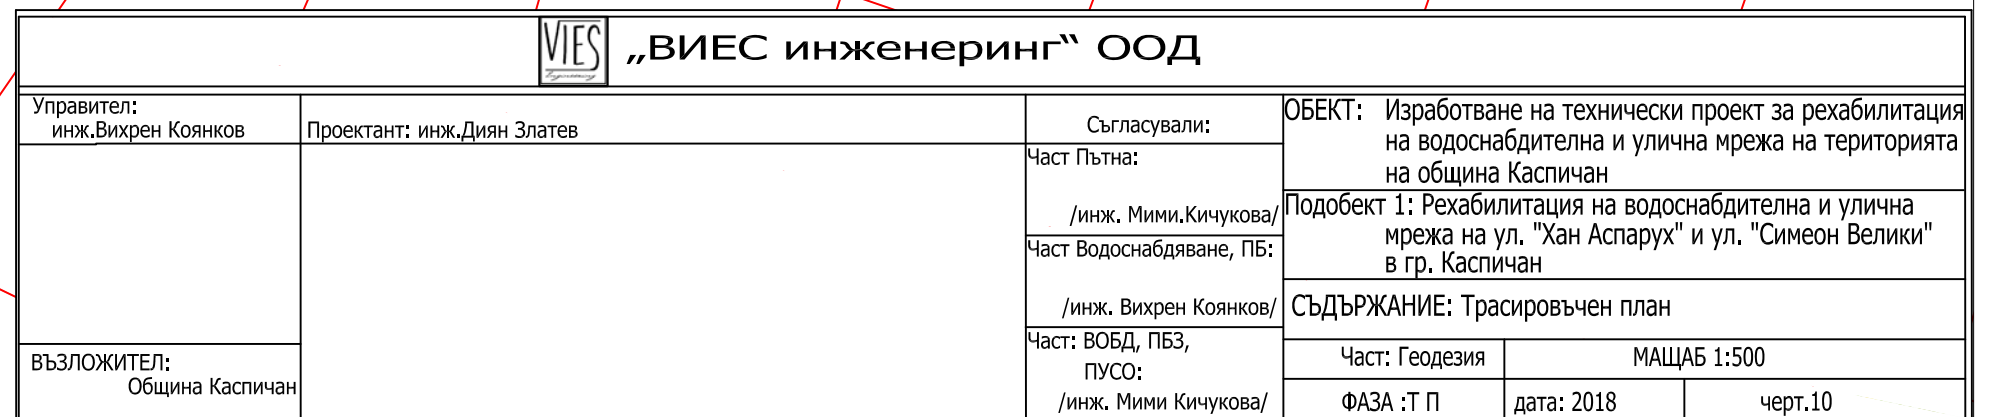 VIES
Engineering
„ВИЕС инженеринг“ ООД
Управител:
инж.Вихрен Коянков
Проектант: инж.Диян Златев
ВЪЗЛОЖИТЕЛ:
Община Каспичан
Съгласували:
Част Пътна:
/инж. Мими.Кичукова/
Част Водоснабдяване, ПБ:
/инж. Вихрен Коянков/
Част: ВОБД, ПБЗ,
ПУСО:
/инж. Мими Кичукова/
ОБЕКТ: Изработване на технически проект за рехабилитация
на водоснабдителна и улична мрежа на територията
на община Каспичан
Подобект 1: Рехабилитация на водоснабдителна и улична
мрежа на ул. "Хан Аспарух" и ул. "Симеон Велики"
в гр. Каспичан
СЪДЪРЖАНИЕ: Трасировъчен план
Част: Геодезия МАЩАБ 1:500
ФАЗА :Т П дата: 2018 черт.10